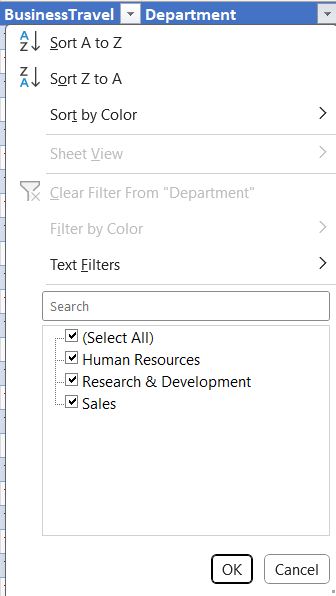 BusinessTravel Department
Sort A to Z
Sort Z to A
Sort by Color
Sheet View
Clear Filter From "Department"
Filter by Color
Text Filters
Search
(Select All)
Human Resources
Research & Development
Sales
OK Cancel